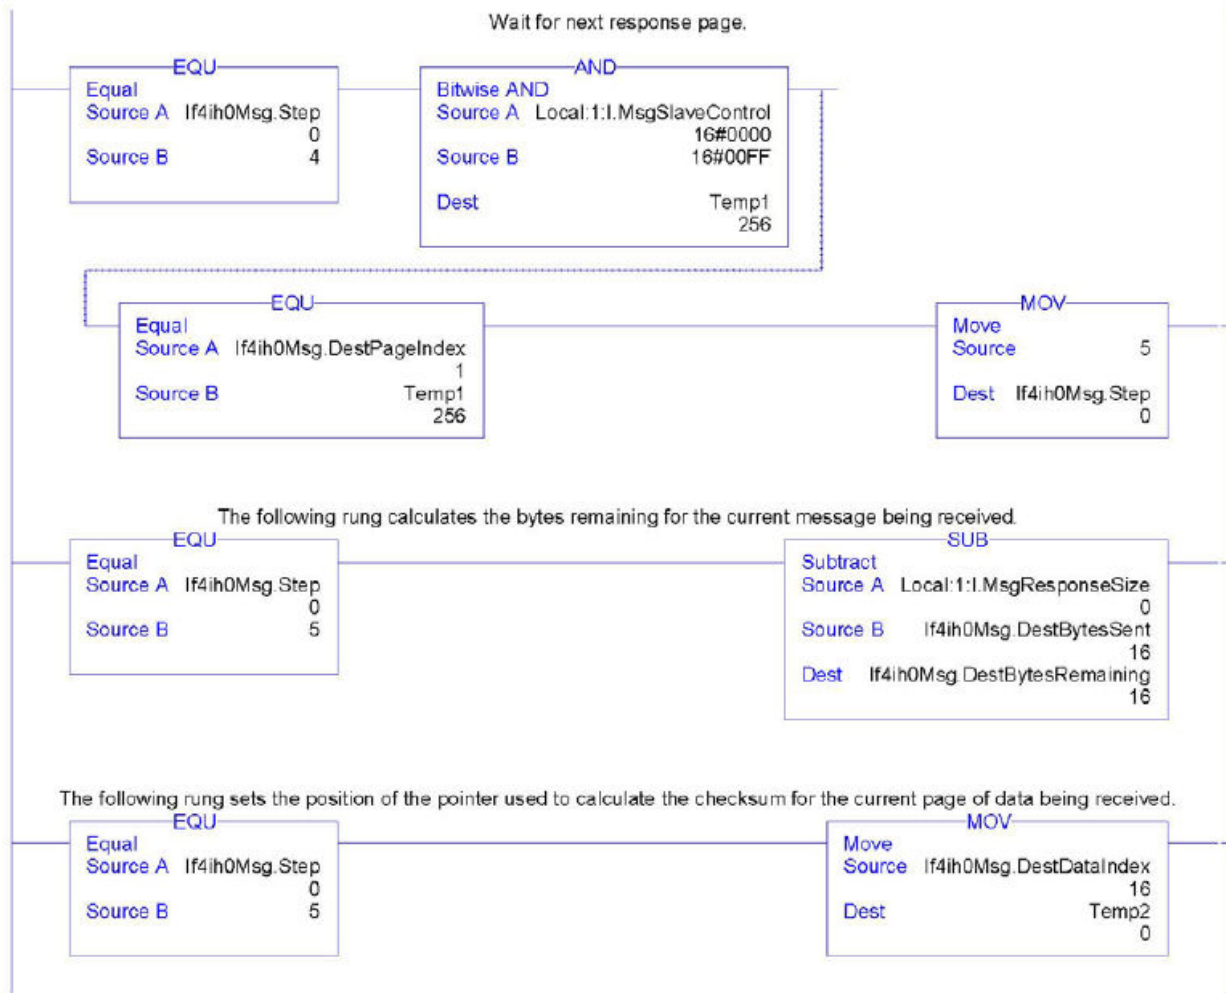 Wait for next response page.
EQU
Equal
Source A If4ih0Msg.Step
0
Source B 4
AND
Bitwise AND
Source A Local:1:I.MsgSlaveControl
16#0000
Source B 16#00FF
Dest Temp1
256
EQU
Equal
Source A If4ih0Msg.DestPageIndex
1
Source B Temp1
256
MOV
Move
Source 5
Dest If4ih0Msg.Step
0
The following rung calculates the bytes remaining for the current message being received.
EQU
Equal
Source A If4ih0Msg.Step
0
Source B 5
SUB
Subtract
Source A Local:1:I.MsgResponseSize
0
Source B If4ih0Msg.DestBytesSent
16
Dest If4ih0Msg.DestBytesRemaining
16
The following rung sets the position of the pointer used to calculate the checksum for the current page of data being received.
EQU
Equal
Source A If4ih0Msg.Step
0
Source B 5
MOV
Move
Source If4ih0Msg.DestDataIndex
16
Dest Temp2
0